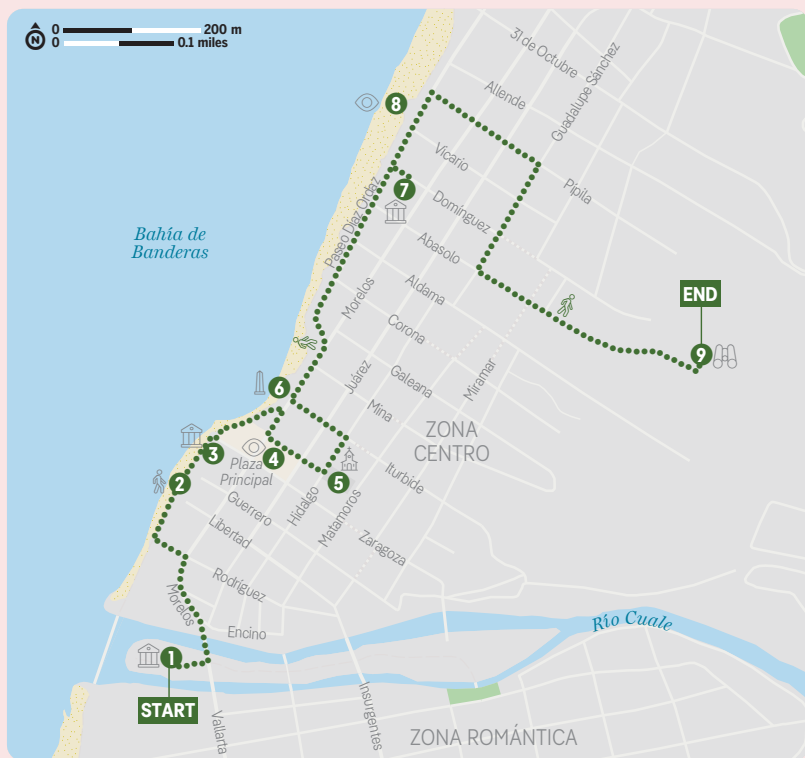 N
0 200 m
0 0.1 miles
31 de Octubre
Guadalupe Sánchez
Allende
8
Vicario
Pípila
7
Paseo Díaz Ordaz
Domínguez
Bahía de
Banderas
Abasolo
Aldama
Morelos
END
9
Corona
Miramar
Juárez
Galeana
6
Mina
ZONA
CENTRO
3
4
Plaza
Principal
5
Iturbide
2
Guerrero
Hidalgo
Matamoros
Libertad
Zaragoza
Rodríguez
Morelos
Encino
Río Cuale
1
START
Vallarta
Insurgentes
ZONA ROMÁNTICA